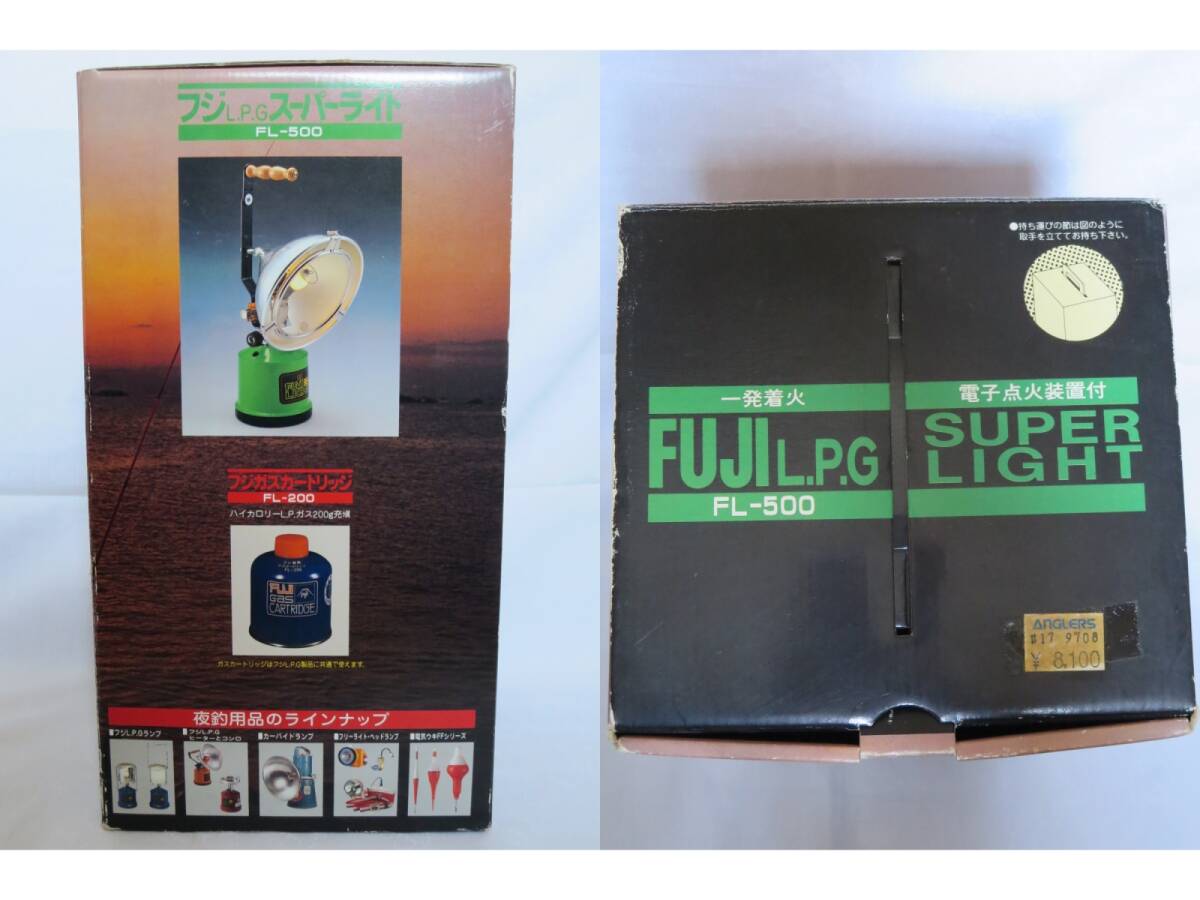 フジL.P.Gスーパーライト
FL-500
FUJI
LIGHT
フジガスカートリッジ
FL-200
ハイカロリーL.P.ガス200g充填
FL-200
FUJI
Gas
CARTRIDGE
ガスカートリッジはフジL.P.G製品に共通で使えます。
夜釣用品のラインナップ
■フジL.P.Gランプ
■フジL.P.G
ヒーターとコンロ
■カーバイドランプ
■フリーライト・ヘッドランプ
■電気ウキFFシリーズ
●持ち運びの節は図のように
取手を立ててお持ち下さい。
一発着火
電子点火装置付
FUJI L.P.G
SUPER
LIGHT
FL-500
ANGLERS
#17 9708
¥ 8,100